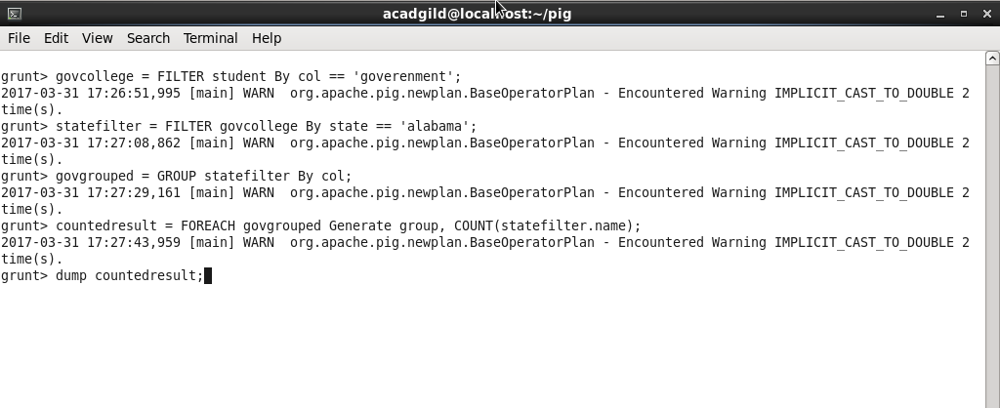 acadgild@localhost:~/pig
File Edit View Search Terminal Help
grunt> govcollege = FILTER student By col == 'goverenment';
2017-03-31 17:26:51,995 [main] WARN  org.apache.pig.newplan.BaseOperatorPlan - Encountered Warning IMPLICIT_CAST_TO_DOUBLE 2
time(s).
grunt> statefilter = FILTER govcollege By state == 'alabama';
2017-03-31 17:27:08,862 [main] WARN  org.apache.pig.newplan.BaseOperatorPlan - Encountered Warning IMPLICIT_CAST_TO_DOUBLE 2
time(s).
grunt> govgrouped = GROUP statefilter By col;
2017-03-31 17:27:29,161 [main] WARN  org.apache.pig.newplan.BaseOperatorPlan - Encountered Warning IMPLICIT_CAST_TO_DOUBLE 2
time(s).
grunt> countedresult = FOREACH govgrouped Generate group, COUNT(statefilter.name);
2017-03-31 17:27:43,959 [main] WARN  org.apache.pig.newplan.BaseOperatorPlan - Encountered Warning IMPLICIT_CAST_TO_DOUBLE 2
time(s).
grunt> dump countedresult;